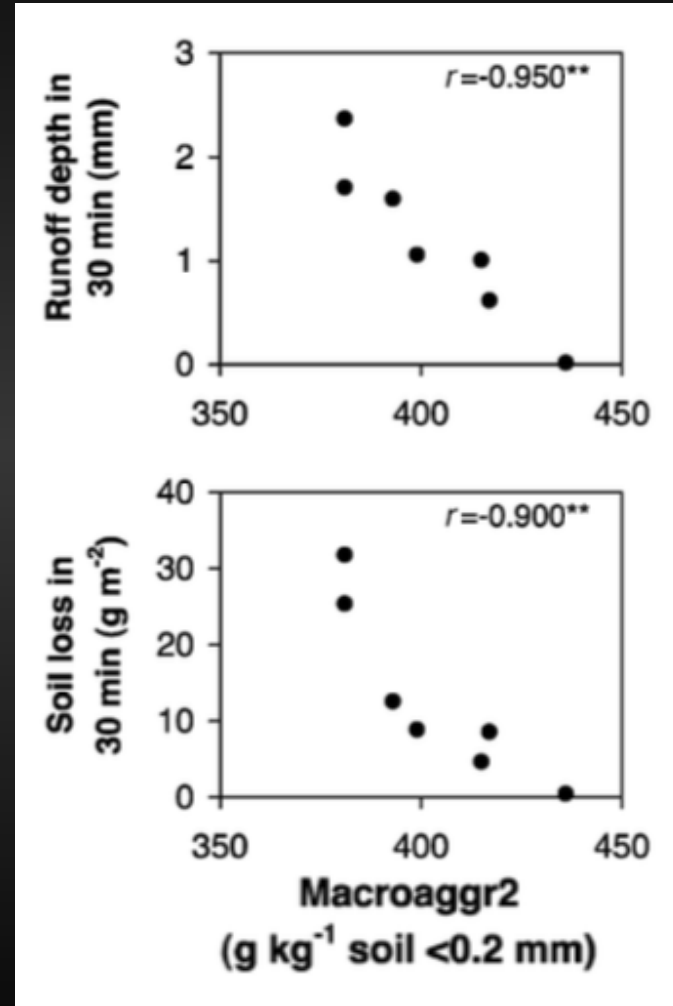 3
r=-0.950**
Runoff depth in
30 min (mm)
2
1
0
350 400 450
40
r=-0.900**
Soil loss in
30 min (g m⁻²)
30
20
10
0
350 400 450
Macroaggr2
(g kg⁻¹ soil <0.2 mm)